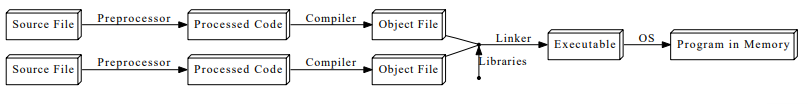 Source File Preprocessor Processed Code Compiler Object File
Linker Executable OS Program in Memory
Libraries
Source File Preprocessor Processed Code Compiler Object File